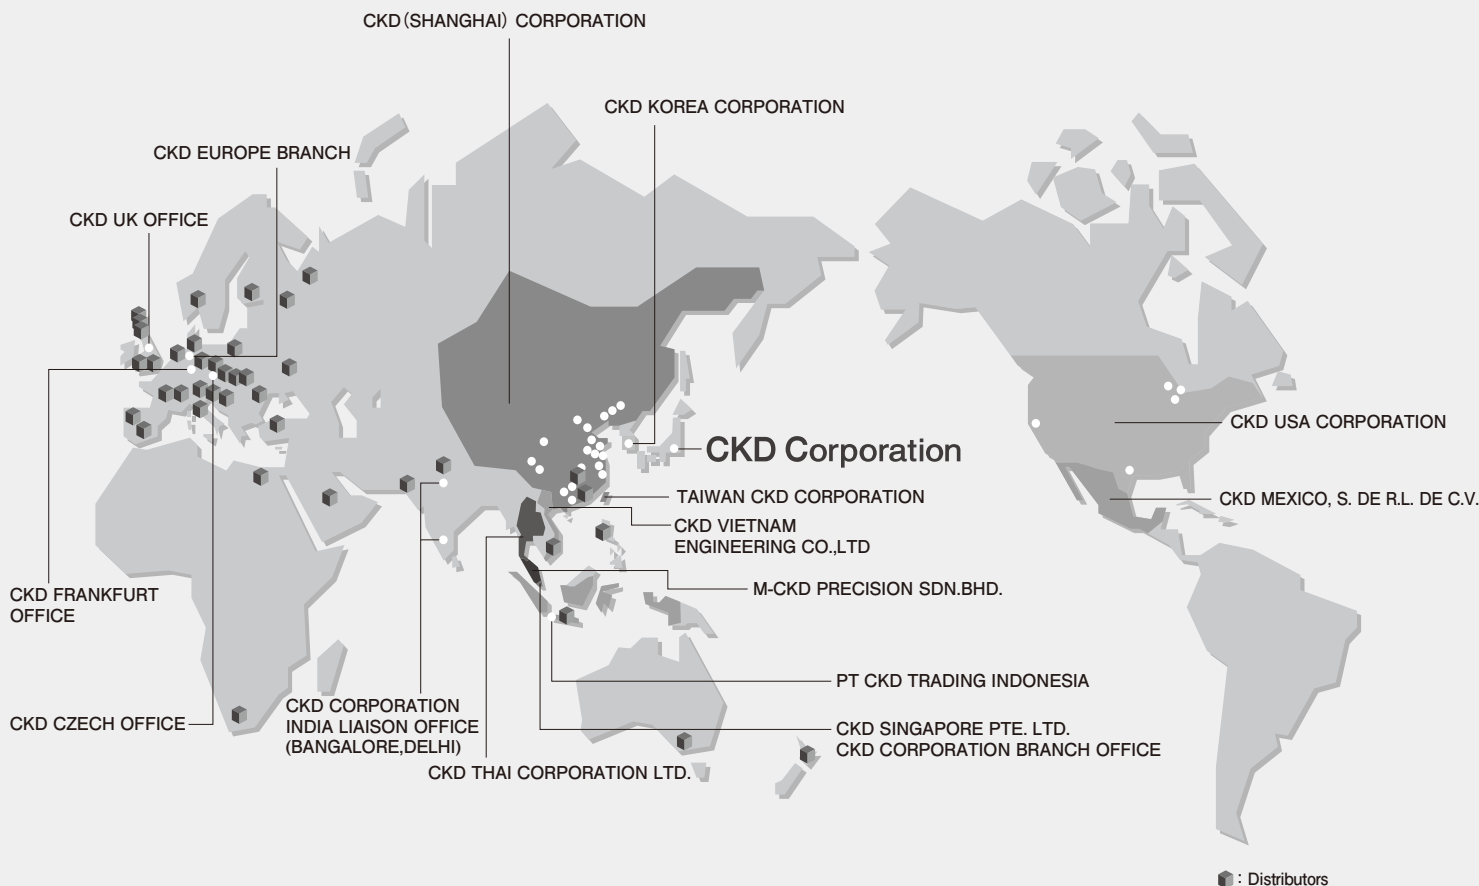 CKD(SHANGHAI) CORPORATION
CKD KOREA CORPORATION
CKD EUROPE BRANCH
CKD UK OFFICE
CKD USA CORPORATION
CKD Corporation
TAIWAN CKD CORPORATION
CKD MEXICO, S. DE R.L. DE C.V.
CKD VIETNAM
ENGINEERING CO.,LTD
M-CKD PRECISION SDN.BHD.
CKD FRANKFURT
OFFICE
PT CKD TRADING INDONESIA
CKD CZECH OFFICE
CKD CORPORATION
INDIA LIAISON OFFICE
(BANGALORE,DELHI)
CKD SINGAPORE PTE. LTD.
CKD CORPORATION BRANCH OFFICE
CKD THAI CORPORATION LTD.
: Distributors